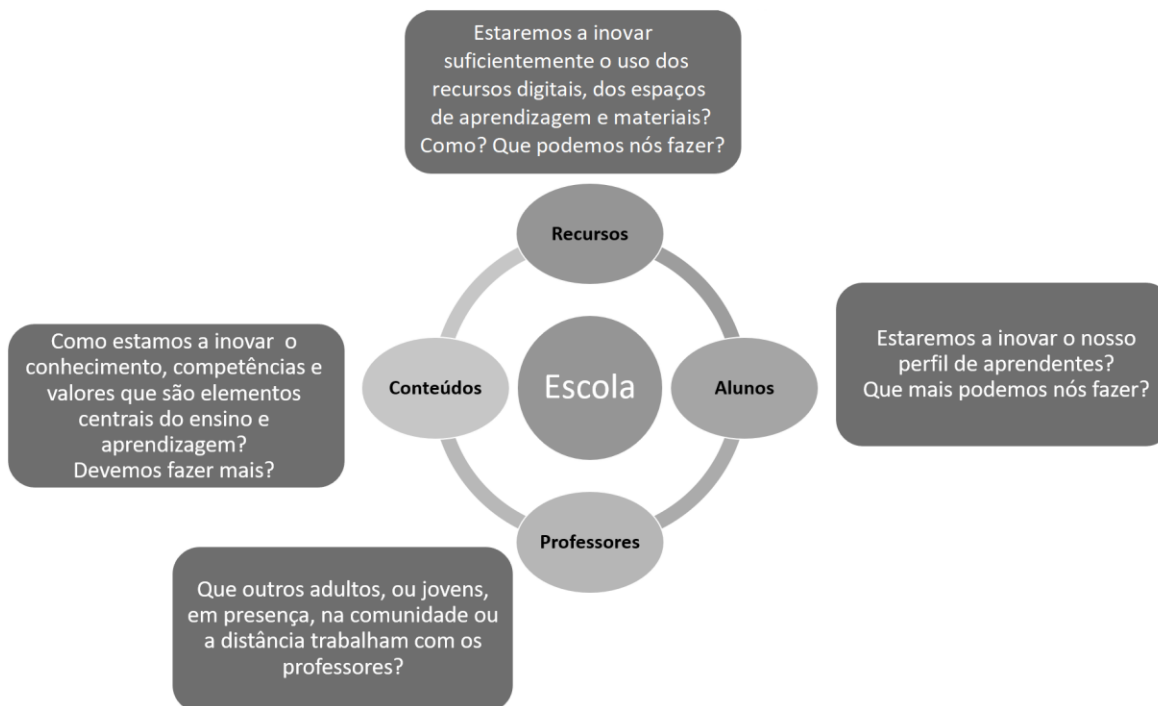 Estaremos a inovar
suficientemente o uso dos
recursos digitais, dos espaços
de aprendizagem e materiais?
Como? Que podemos nós fazer?
Recursos
Estaremos a inovar o nosso
perfil de aprendentes?
Que mais podemos nós fazer?
Como estamos a inovar o
conhecimento, competências e
valores que são elementos
centrais do ensino e
aprendizagem?
Devemos fazer mais?
Conteúdos
Escola
Alunos
Professores
Que outros adultos, ou jovens,
em presença, na comunidade ou
a distância trabalham com os
professores?